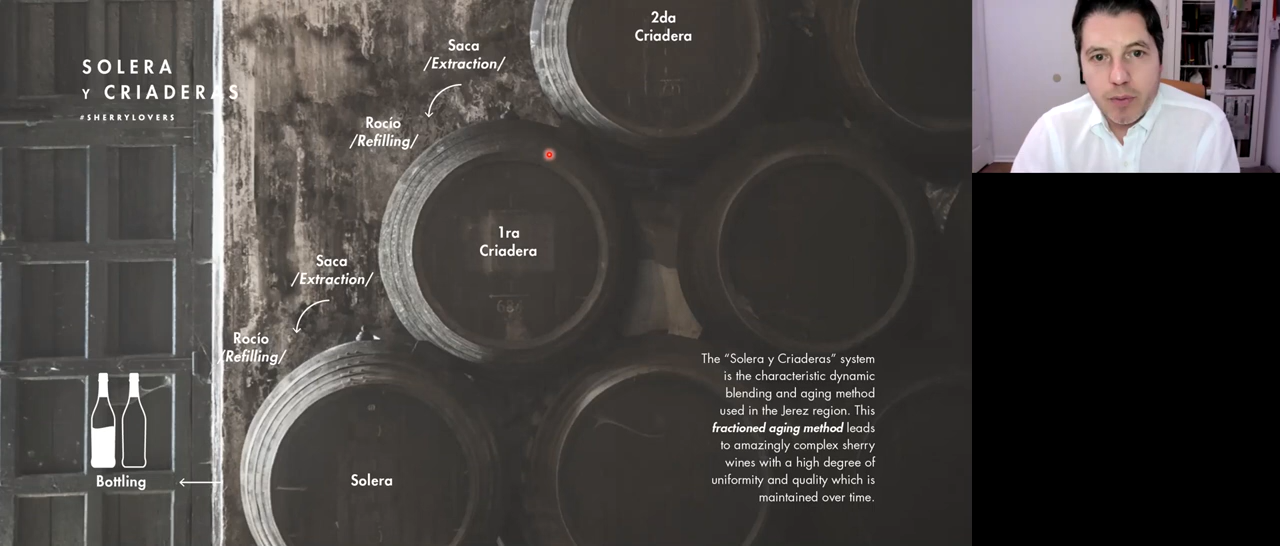 SOLERA
Y CRIADERAS
#SHERRYLOVERS
2da
Criadera
Saca
/Extraction/
Rocío
/Refilling/
1ra
Criadera
Saca
/Extraction/
Rocío
/Refilling/
Solera
Bottling
The “Solera y Criaderas” system
is the characteristic dynamic
blending and aging method
used in the Jerez region. This
fractioned aging method leads
to amazingly complex sherry
wines with a high degree of
uniformity and quality which is
maintained over time.